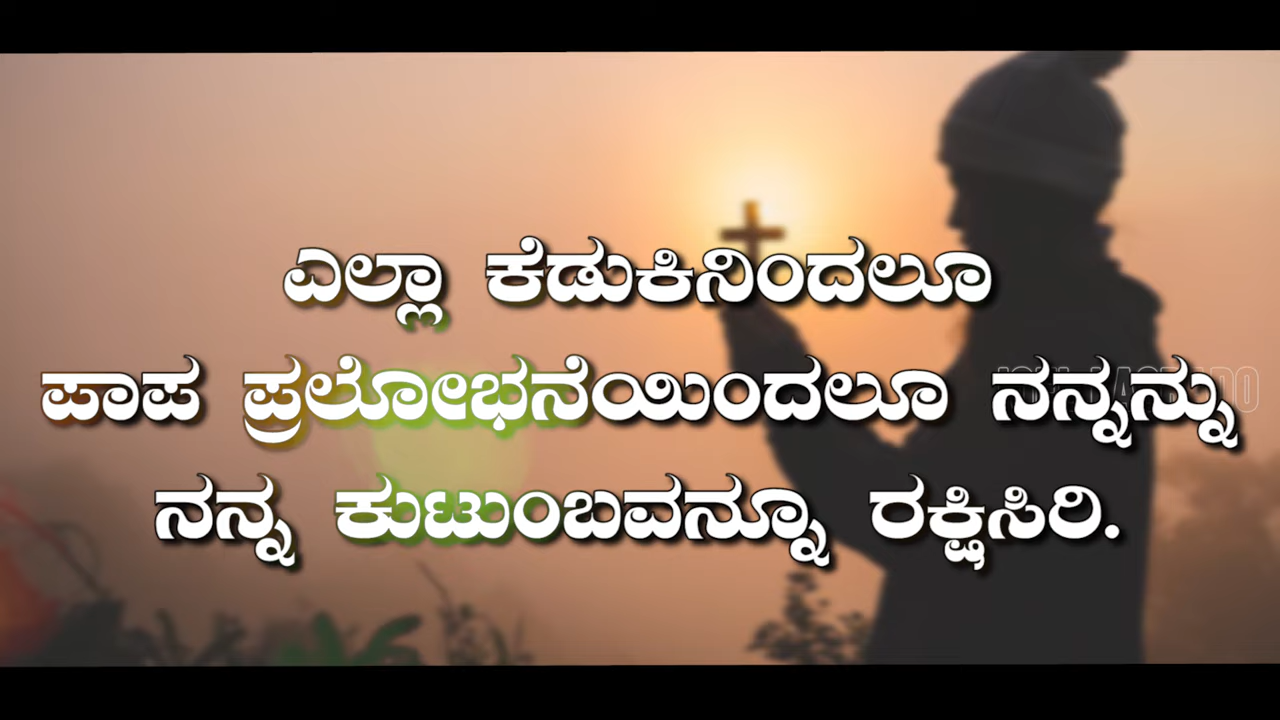 ಎಲ್ಲಾ ಕೆಡುಕಿನಿಂದಲೂ
ಪಾಪ ಪ್ರಲೋಭನೆಯಿಂದಲೂ ನನ್ನನ್ನು
ನನ್ನ ಕುಟುಂಬವನ್ನೂ ರಕ್ಷಿಸಿರಿ.